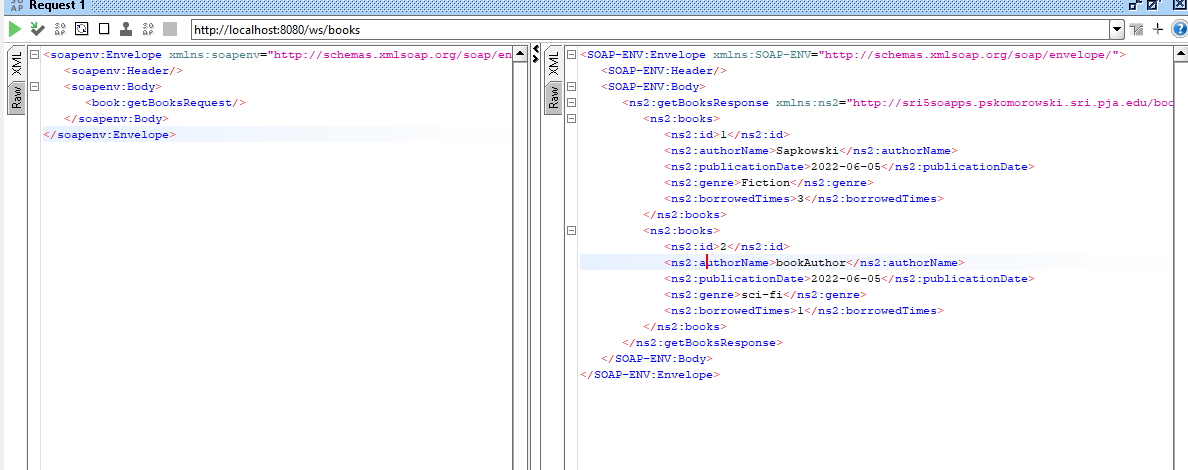 Request 1
http://localhost:8080/ws/books
XML
Raw
<soapenv:Envelope xmlns:soapenv="http://schemas.xmlsoap.org/soap/en
<soapenv:Header/>
<soapenv:Body>
<book:getBooksRequest/>
</soapenv:Body>
</soapenv:Envelope>
XML
Raw
<SOAP-ENV:Envelope xmlns:SOAP-ENV="http://schemas.xmlsoap.org/soap/envelope/">
<SOAP-ENV:Header/>
<SOAP-ENV:Body>
<ns2:getBooksResponse xmlns:ns2="http://sri5soapps.pskomorowski.sri.pja.edu/boo
<ns2:books>
<ns2:id>1</ns2:id>
<ns2:authorName>Sapkowski</ns2:authorName>
<ns2:publicationDate>2022-06-05</ns2:publicationDate>
<ns2:genre>Fiction</ns2:genre>
<ns2:borrowedTimes>3</ns2:borrowedTimes>
</ns2:books>
<ns2:books>
<ns2:id>2</ns2:id>
<ns2:authorName>bookAuthor</ns2:authorName>
<ns2:publicationDate>2022-06-05</ns2:publicationDate>
<ns2:genre>sci-fi</ns2:genre>
<ns2:borrowedTimes>1</ns2:borrowedTimes>
</ns2:books>
</ns2:getBooksResponse>
</SOAP-ENV:Body>
</SOAP-ENV:Envelope>